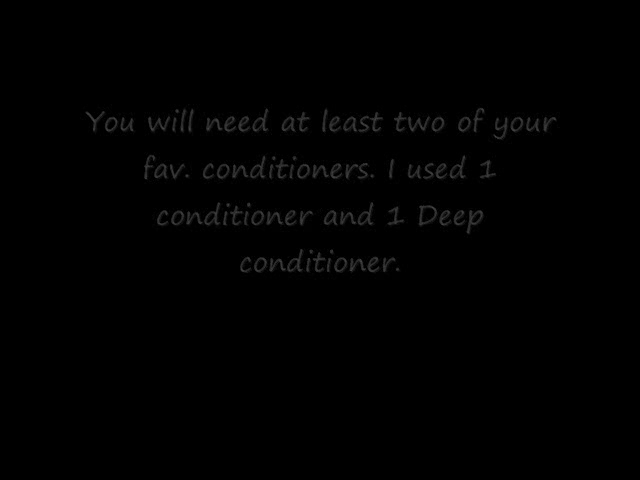 You will need at least two of your
fav. conditioners. I used 1
conditioner and 1 Deep
conditioner.